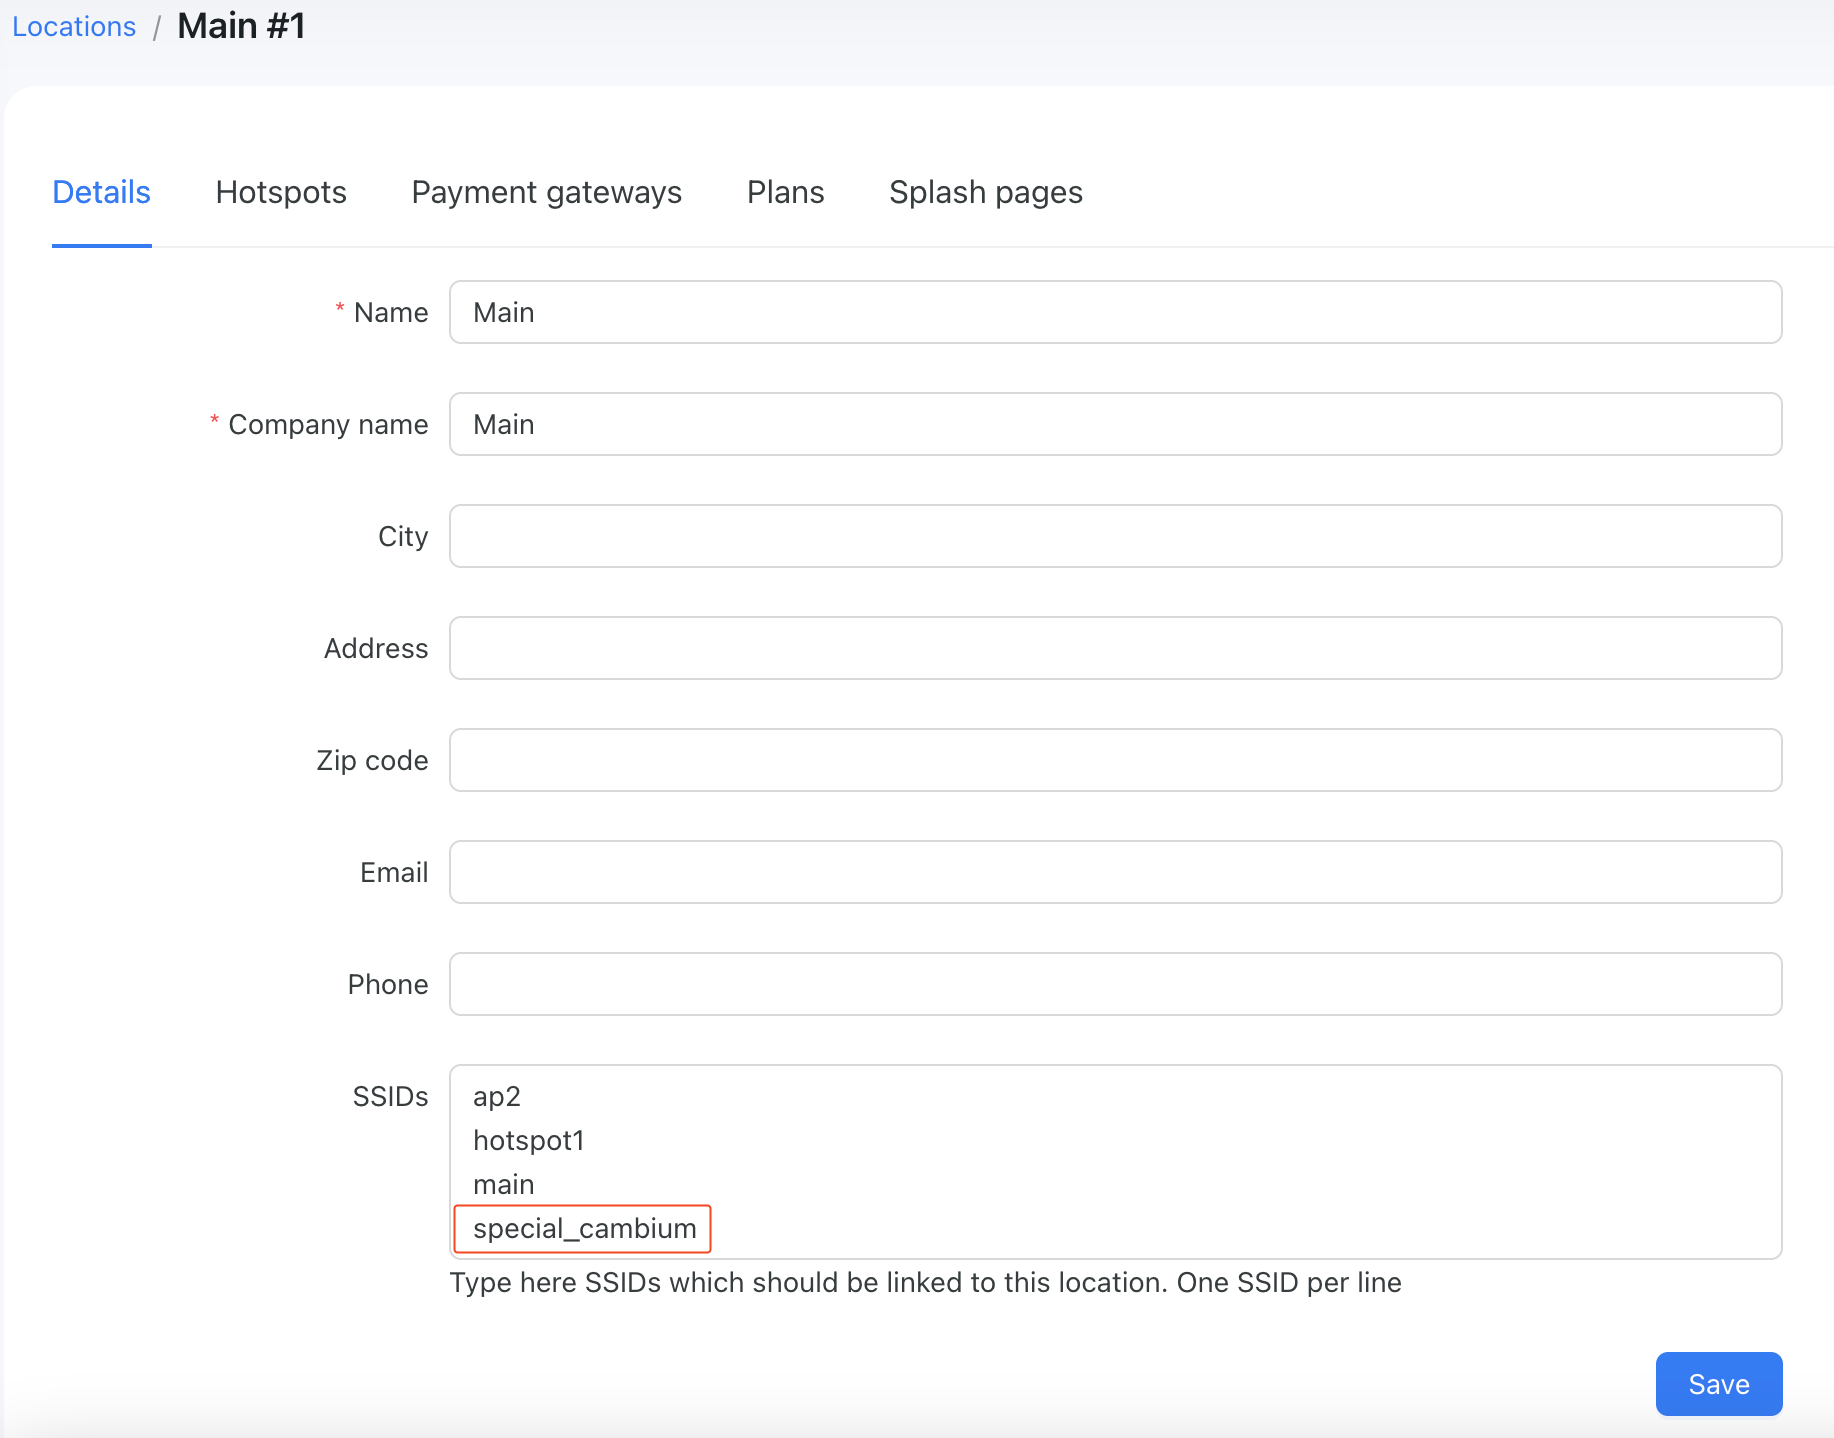 Locations / Main #1
Details Hotspots Payment gateways Plans Splash pages
* Name Main
* Company name Main
City
Address
Zip code
Email
Phone
SSIDs ap2
hotspot1
main
special_cambium
Type here SSIDs which should be linked to this location. One SSID per line
Save